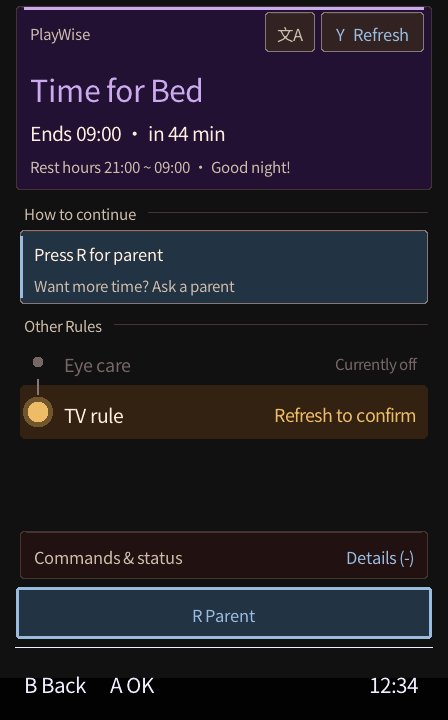 PlayWise
文A
Y Refresh
Time for Bed
Ends 09:00 • in 44 min
Rest hours 21:00 ~ 09:00 • Good night!
How to continue
Press R for parent
Want more time? Ask a parent
Other Rules
Eye care Currently off
TV rule Refresh to confirm
Commands & status Details (-)
R Parent
B Back A OK 12:34